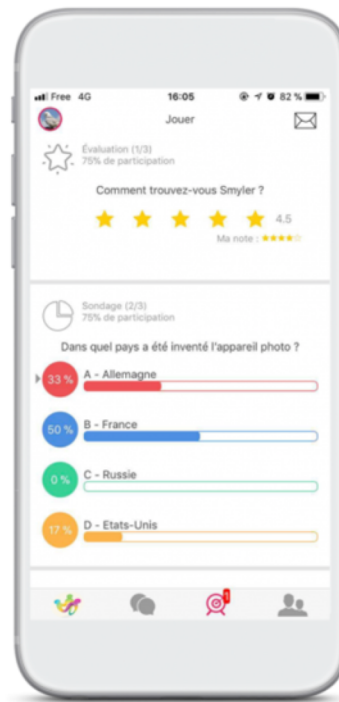 Free 4G 16:05 82 %
Jouer
Évaluation (1/3)
75% de participation
Comment trouvez-vous Smyler ?
4.5
Ma note :
Sondage (2/3)
75% de participation
Dans quel pays a été inventé l'appareil photo ?
33 % A - Allemagne
50 % B - France
0 % C - Russie
17 % D - Etats-Unis
1